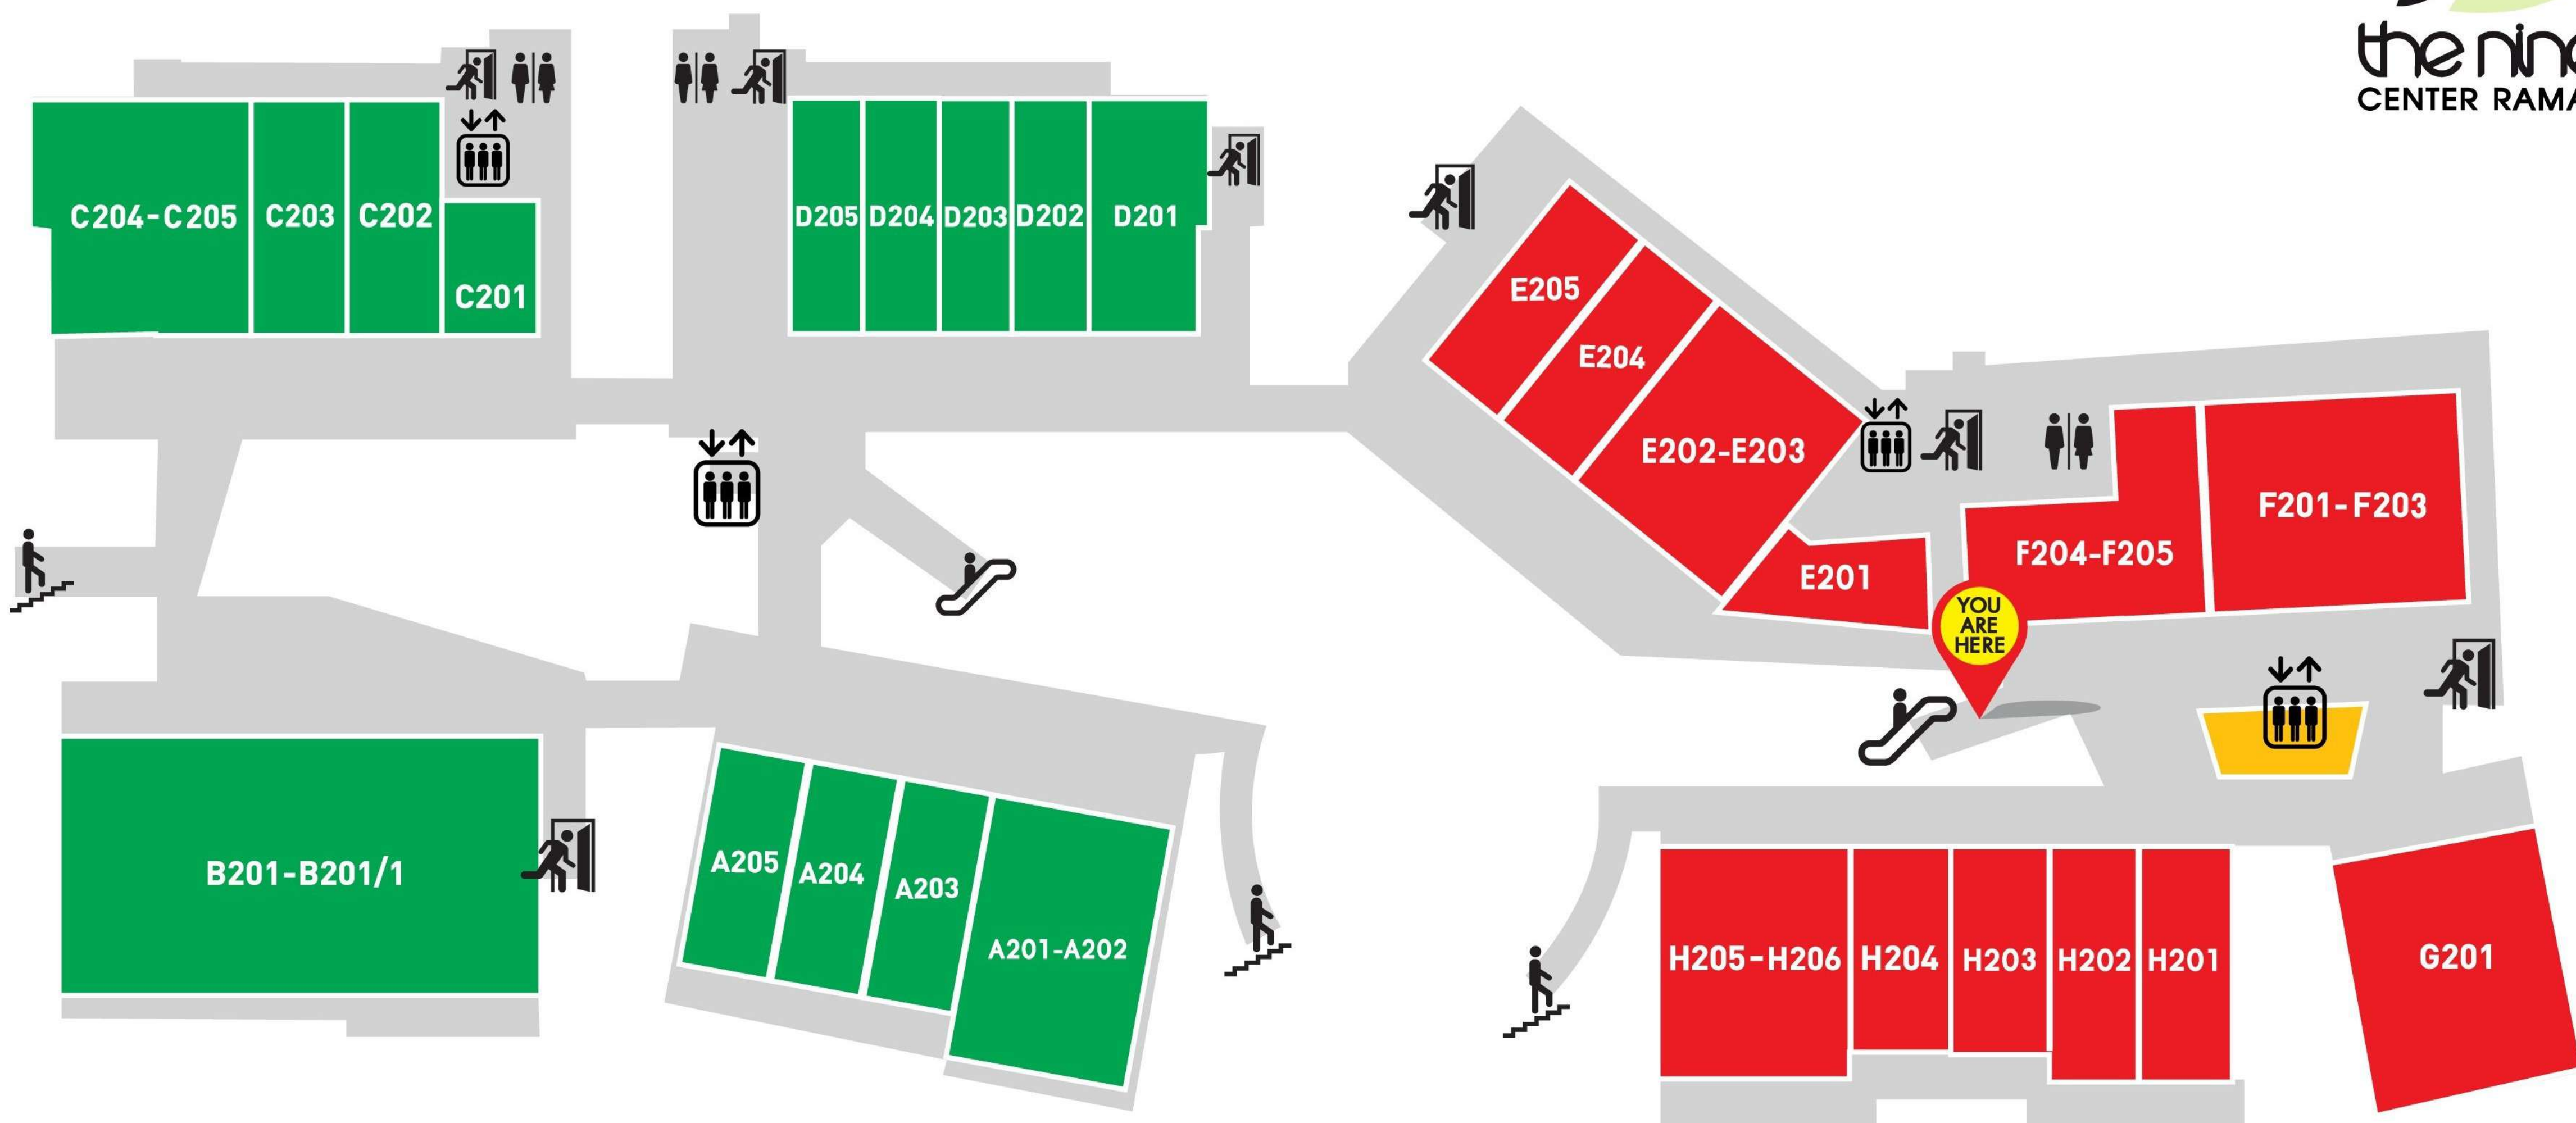 the nine
CENTER RAMA
C204-C205
C203
C202
C201
D205
D204
D203
D202
D201
E205
E204
E202-E203
E201
F204-F205
F201-F203
YOU
ARE
HERE
B201-B201/1
A205
A204
A203
A201-A202
H205-H206
H204
H203
H202
H201
G201